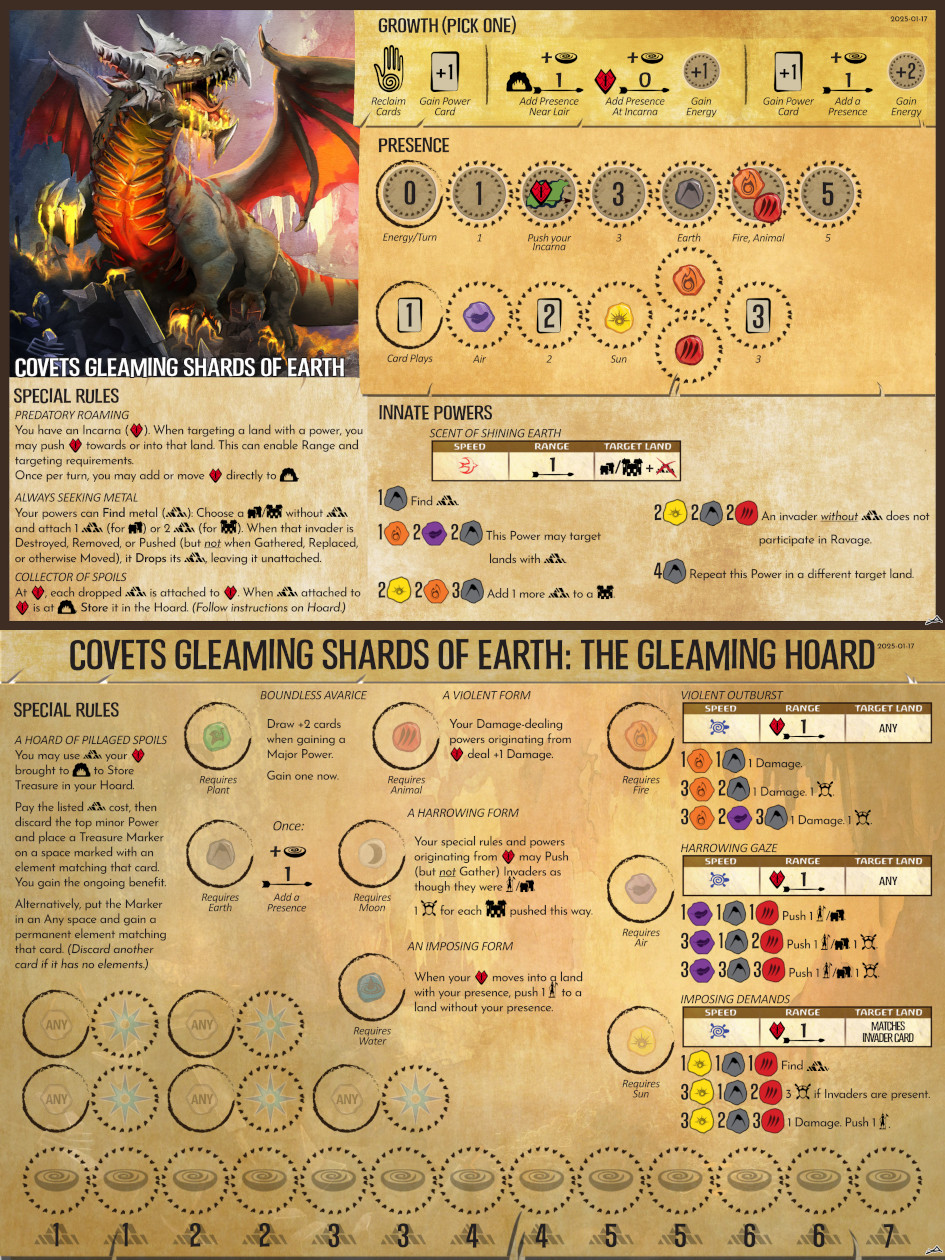 2025-01-17
GROWTH (PICK ONE)
+1
+
1
+
0
+1
+1
+
1
+2
Reclaim
Cards
Gain Power
Card
Add Presence
Near Lair
Add Presence
At Incarna
Gain
Energy
Gain Power
Card
Add a
Presence
Gain
Energy
PRESENCE
0
1
3
5
Energy/Turn
1
Push your
Incarna
3
Earth
Fire, Animal
5
1
2
3
Card Plays
Air
2
Sun
3
COVETS GLEAMING SHARDS OF EARTH
SPECIAL RULES
PREDATORY ROAMING
You have an Incarna ( ). When targeting a land with a power, you
may push towards or into that land. This can enable Range and
targeting requirements.
Once per turn, you may add or move directly to
ALWAYS SEEKING METAL
Your powers can Find metal ( ): Choose a / without
and attach 1 (for ) or 2 (for ). When that invader is
Destroyed, Removed, or Pushed (but not when Gathered, Replaced,
or otherwise Moved), it Drops its , leaving it unattached.
COLLECTOR OF SPOILS
At , each dropped is attached to . When attached to
is at Store it in the Hoard. (Follow instructions on Hoard.)
INNATE POWERS
SCENT OF SHINING EARTH
SPEED RANGE TARGET LAND
1 / +
1 Find .
1 2 2 This Power may target
lands with .
2 2 3 Add 1 more to a
2 2 2 An invader without does not
participate in Ravage.
4 Repeat this Power in a different target land.
COVETS GLEAMING SHARDS OF EARTH: THE GLEAMING HOARD
2025-01-17
SPECIAL RULES
A HOARD OF PILLAGED SPOILS
You may use your
brought to to Store
Treasure in your Hoard.
Pay the listed cost, then
discard the top minor Power
and place a Treasure Marker
on a space marked with an
element matching that card.
You gain the ongoing benefit.
Alternatively, put the Marker
in an Any space and gain a
permanent element matching
that card. (Discard another
card if it has no elements.)
BOUNDLESS AVARICE
Draw +2 cards
when gaining a
Major Power.
Gain one now.
Requires
Plant
Once:
+
1
Requires
Earth
Add a
Presence
A VIOLENT FORM
Your Damage-dealing
powers originating from
deal +1 Damage.
Requires
Animal
A HARROWING FORM
Your special rules and powers
originating from may Push
(but not Gather) Invaders as
though they were /
1 for each pushed this way.
Requires
Moon
AN IMPOSING FORM
When your moves into a land
with your presence, push 1 to a
land without your presence.
Requires
Water
VIOLENT OUTBURST
SPEED RANGE TARGET LAND
1 ANY
1 1 1 Damage.
3 2 1 Damage. 1 .
3 2 3 1 Damage. 1 .
Requires
Fire
HARROWING GAZE
SPEED RANGE TARGET LAND
1 ANY
1 1 1 Push 1 /
3 1 2 Push 1 / . 1 .
3 3 3 Push 1 / . 1 .
Requires
Air
IMPOSING DEMANDS
SPEED RANGE TARGET LAND
1 MATCHES
INVADER CARD
1 1 1 Find
3 1 2 3 if Invaders are present.
3 2 3 1 Damage. Push 1 .
Requires
Sun
ANY ANY
ANY ANY ANY
1 1 2 2 3 3 4 4 5 5 6 6 7